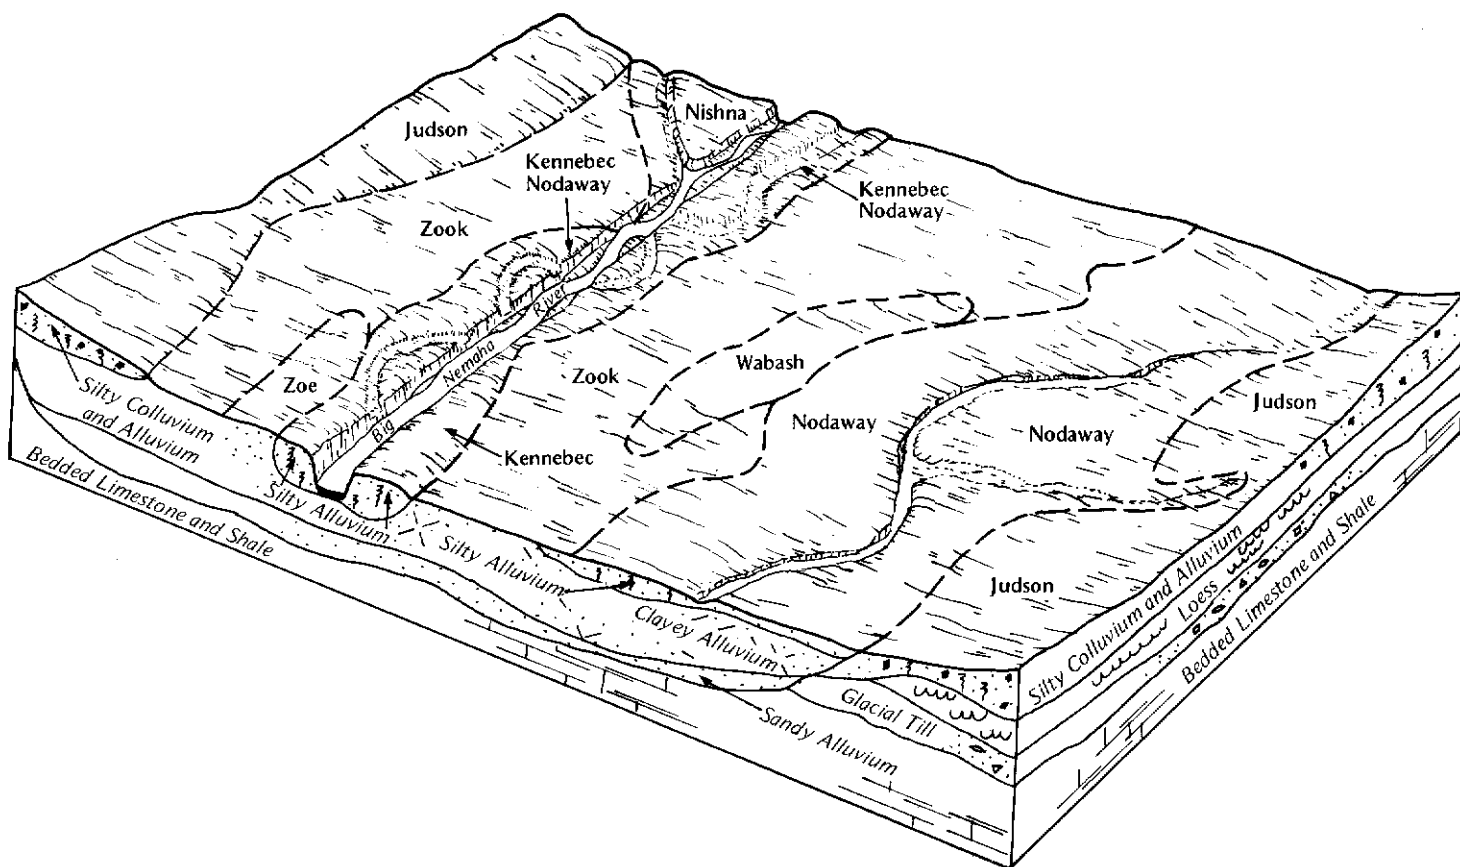 Nishna
Judson
Kennebec
Nodaway
Kennebec
Nodaway
Zook
River
Nemaha
Big
Wabash
Zook
Zoe
Judson
Nodaway
Nodaway
Kennebec
Judson
Silty Colluvium
and Alluvium
Bedded Limestone and Shale
Silty Alluvium
Silty Alluvium
Clayey Alluvium
Glacial Till
Sandy Alluvium
Silty Colluvium and Alluvium
Loess
Bedded Limestone and Shale